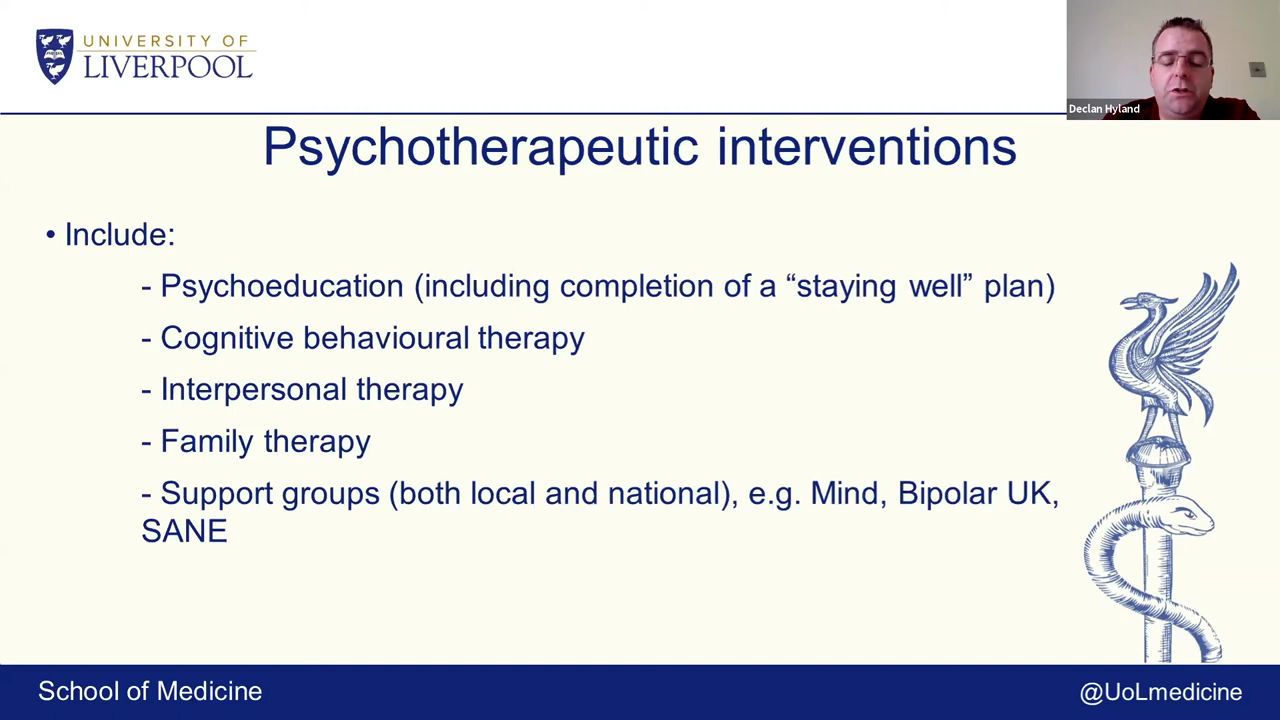 UNIVERSITY OF
LIVERPOOL
Declan Hyland
Psychotherapeutic interventions
• Include:
- Psychoeducation (including completion of a “staying well” plan)
- Cognitive behavioural therapy
- Interpersonal therapy
- Family therapy
- Support groups (both local and national), e.g. Mind, Bipolar UK,
SANE
School of Medicine
@UoLmedicine